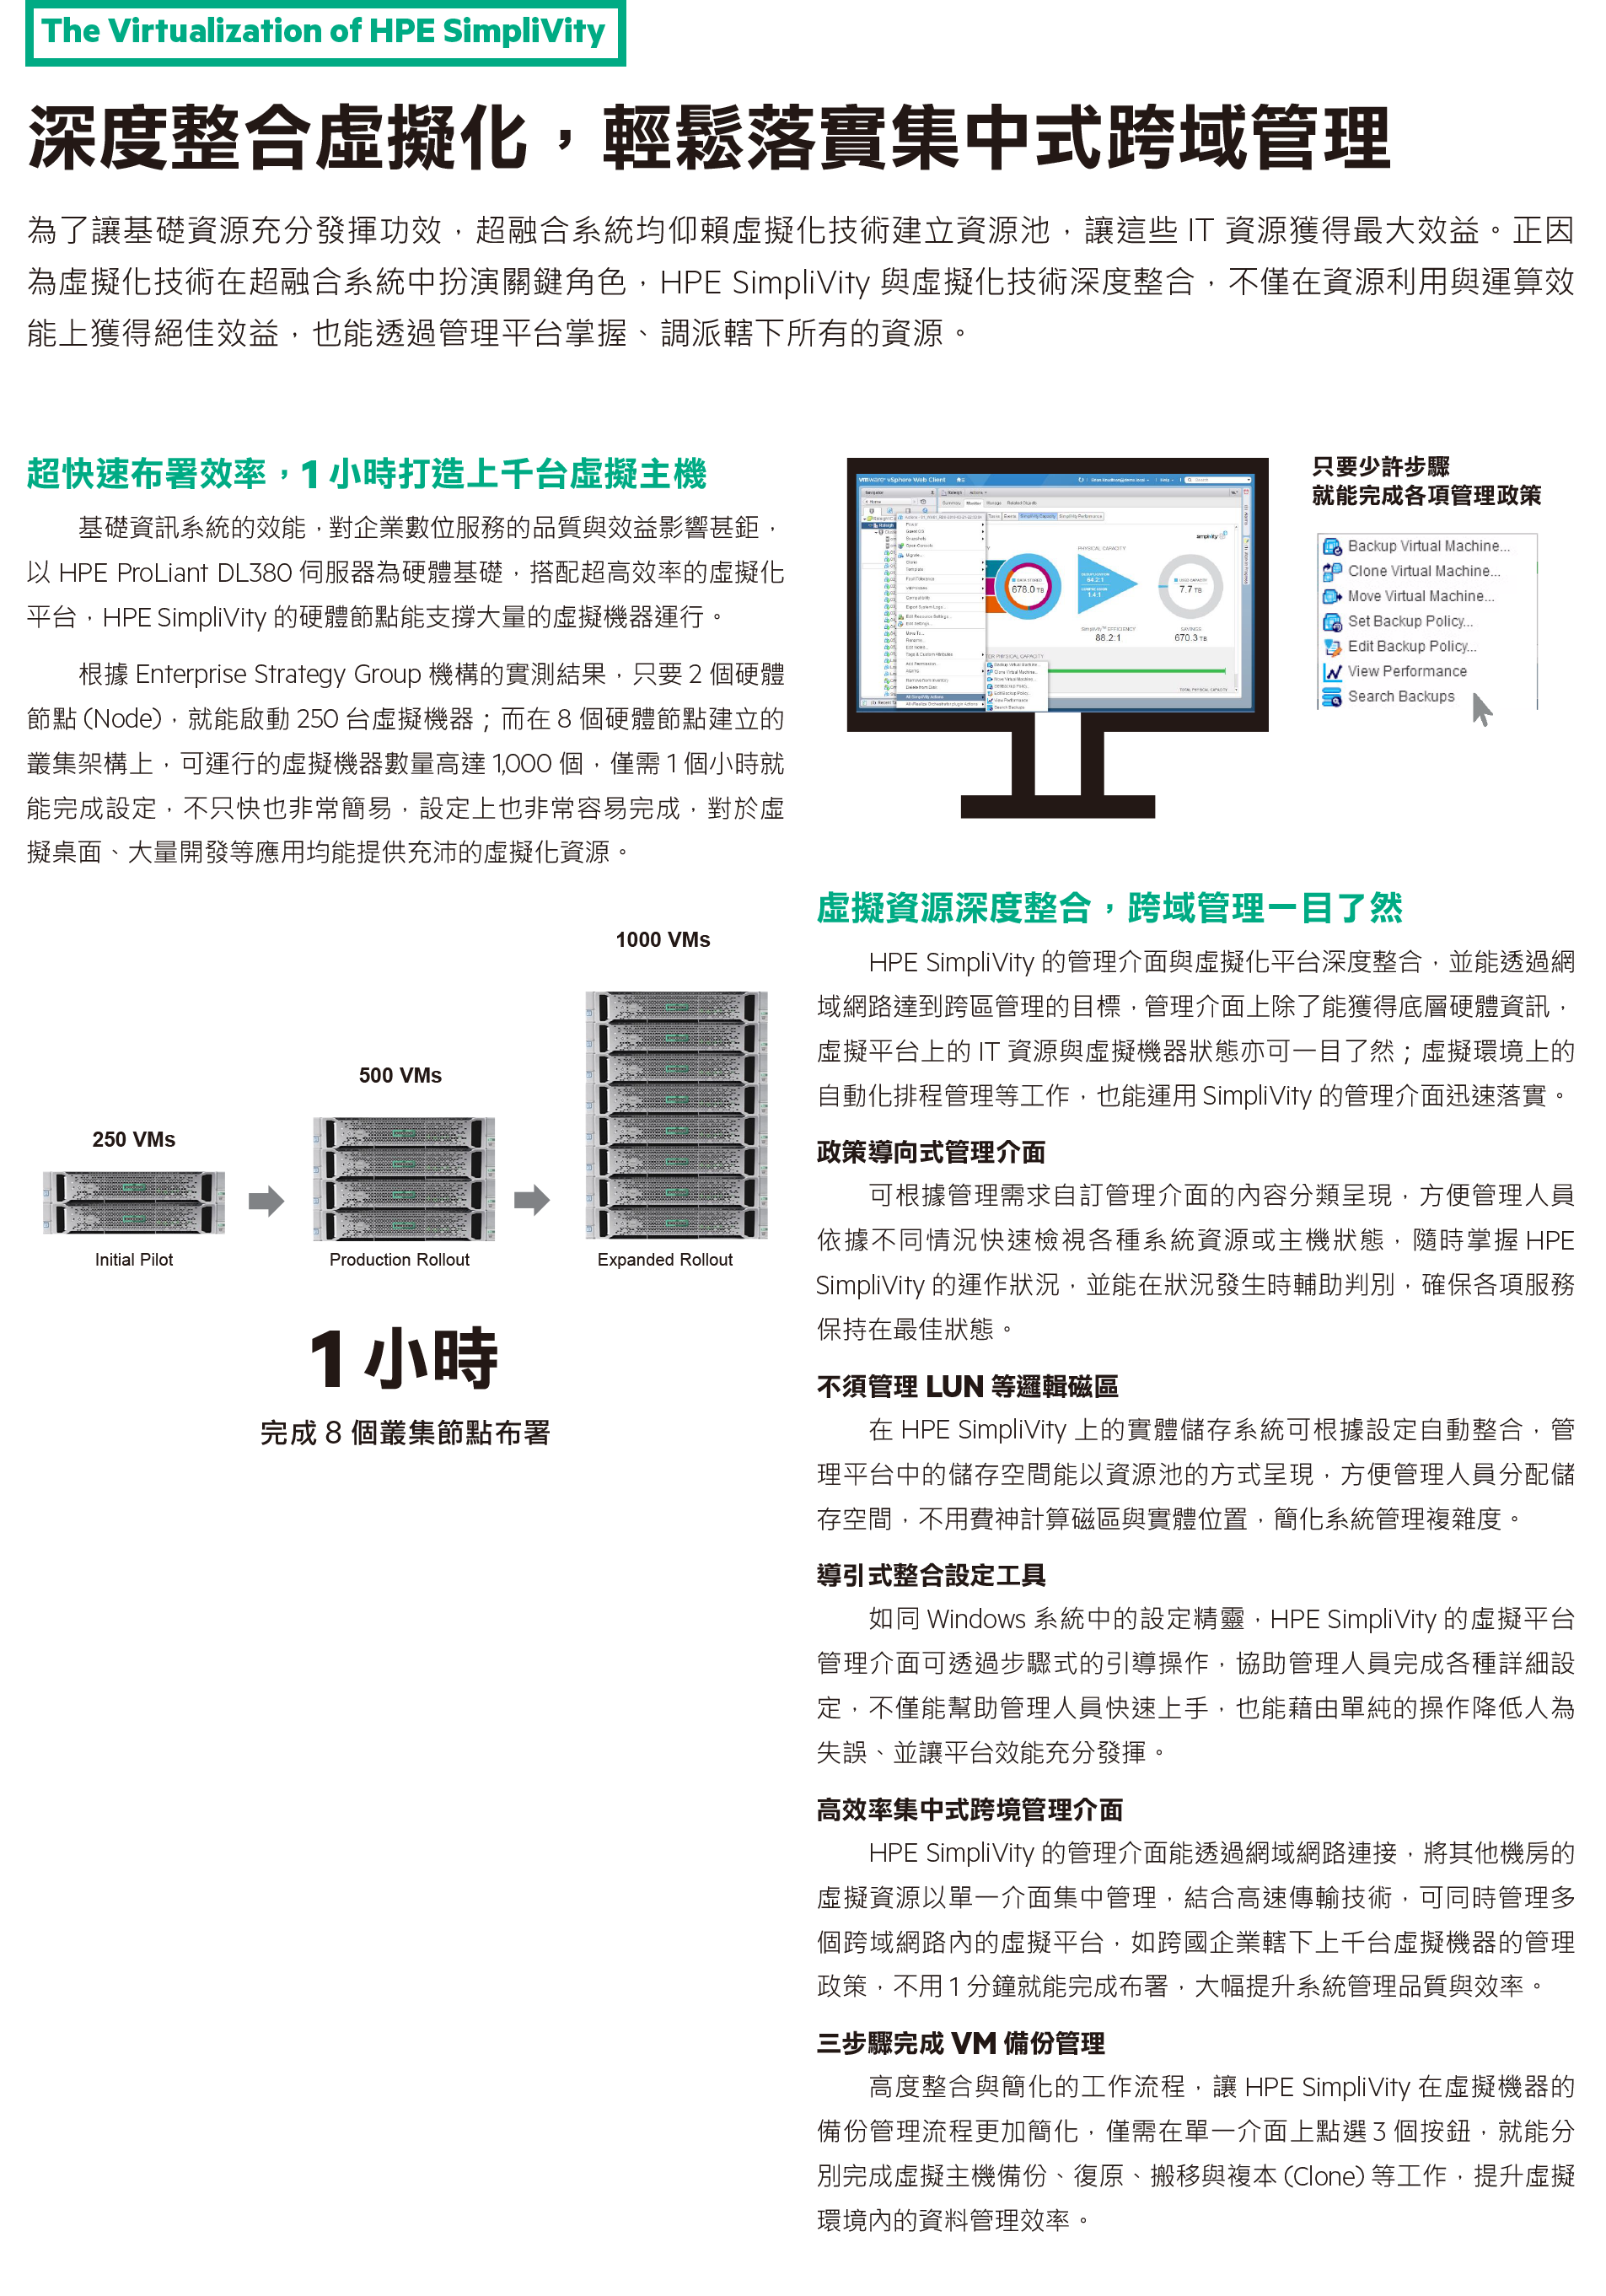 The Virtualization of HPE SimpliVity
深度整合虛擬化，輕鬆落實集中式跨域管理
為了讓基礎資源充分發揮功效，超融合系統均仰賴虛擬化技術建立資源池，讓這些 IT 資源獲得最大效益。正因
為虛擬化技術在超融合系統中扮演關鍵角色，HPE SimpliVity 與虛擬化技術深度整合，不僅在資源利用與運算效
能上獲得絕佳效益，也能透過管理平台掌握、調派轄下所有的資源。
超快速布署效率，1 小時打造上千台虛擬主機
基礎資訊系統的效能，對企業數位服務的品質與效益影響甚鉅，
以 HPE ProLiant DL380 伺服器為硬體基礎，搭配超高效率的虛擬化
平台，HPE SimpliVity 的硬體節點能支撐大量的虛擬機器運行。
根據 Enterprise Strategy Group 機構的實測結果，只要 2 個硬體
節點 (Node)，就能啟動 250 台虛擬機器；而在 8 個硬體節點建立的
叢集架構上，可運行的虛擬機器數量高達 1,000 個，僅需 1 個小時就
能完成設定，不只快也非常簡易，設定上也非常容易完成，對於虛
擬桌面、大量開發等應用均能提供充沛的虛擬化資源。
250 VMs
500 VMs
1000 VMs
Initial Pilot
Production Rollout
Expanded Rollout
1 小時
完成 8 個叢集節點布署
vmware vSphere Web Client
PHYSICAL CAPACITY
678.0 TB
7.7 TB
88.2:1
SAVINGS
670.3 TB
只要少許步驟
就能完成各項管理政策
Backup Virtual Machine...
Clone Virtual Machine...
Move Virtual Machine...
Set Backup Policy...
Edit Backup Policy...
View Performance
Search Backups
虛擬資源深度整合，跨域管理一目了然
HPE SimpliVity 的管理介面與虛擬化平台深度整合，並能透過網
域網路達到跨區管理的目標，管理介面上除了能獲得底層硬體資訊，
虛擬平台上的 IT 資源與虛擬機器狀態亦可一目了然；虛擬環境上的
自動化排程管理等工作，也能運用 SimpliVity 的管理介面迅速落實。
政策導向式管理介面
可根據管理需求自訂管理介面的內容分類呈現，方便管理人員
依據不同情況快速檢視各種系統資源或主機狀態，隨時掌握 HPE
SimpliVity 的運作狀況，並能在狀況發生時輔助判別，確保各項服務
保持在最佳狀態。
不須管理 LUN 等邏輯磁區
在 HPE SimpliVity 上的實體儲存系統可根據設定自動整合，管
理平台中的儲存空間能以資源池的方式呈現，方便管理人員分配儲
存空間，不用費神計算磁區與實體位置，簡化系統管理複雜度。
導引式整合設定工具
如同 Windows 系統中的設定精靈，HPE SimpliVity 的虛擬平台
管理介面可透過步驟式的引導操作，協助管理人員完成各種詳細設
定，不僅能幫助管理人員快速上手，也能藉由單純的操作降低人為
失誤、並讓平台效能充分發揮。
高效率集中式跨境管理介面
HPE SimpliVity 的管理介面能透過網域網路連接，將其他機房的
虛擬資源以單一介面集中管理，結合高速傳輸技術，可同時管理多
個跨域網路內的虛擬平台，如跨國企業轄下上千台虛擬機器的管理
政策，不用 1 分鐘就能完成布署，大幅提升系統管理品質與效率。
三步驟完成 VM 備份管理
高度整合與簡化的工作流程，讓 HPE SimpliVity 在虛擬機器的
備份管理流程更加簡化，僅需在單一介面上點選 3 個按鈕，就能分
別完成虛擬主機備份、復原、搬移與複本 (Clone) 等工作，提升虛擬
環境內的資料管理效率。